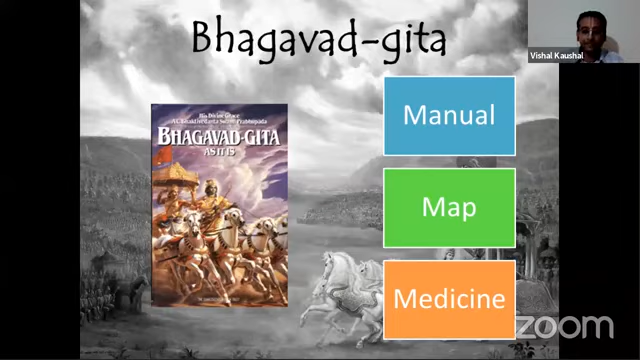 Bhagavad-gita
Vishal Kaushal
His Divine Grace
A.C. Bhaktivedanta Swami Prabhupada
BHAGAVAD-GITA
AS IT IS
Manual
Map
Medicine
zoom